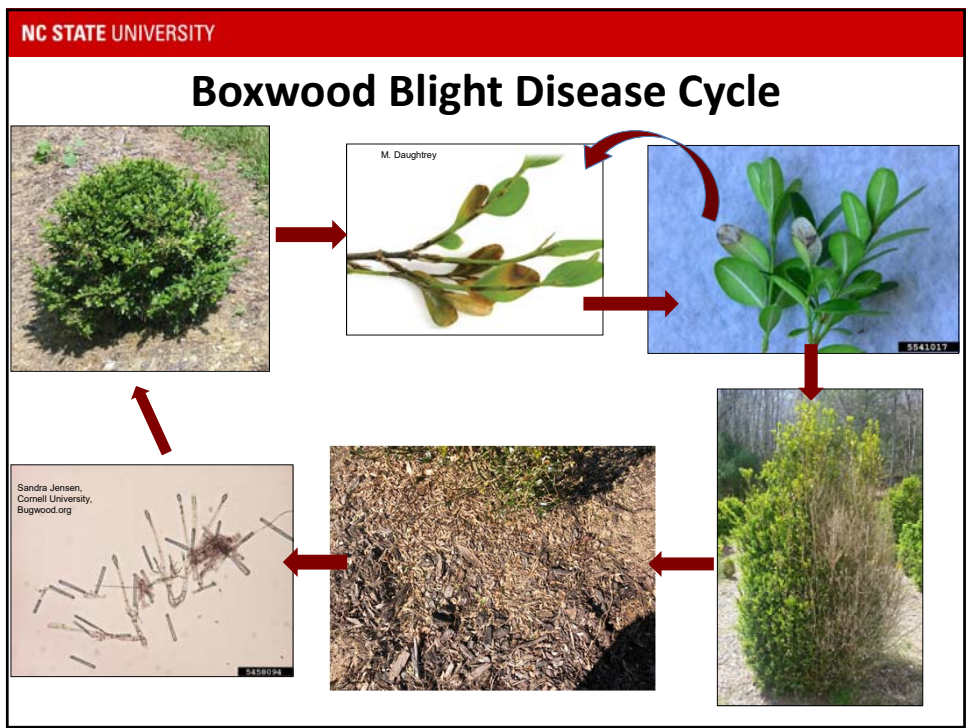 NC STATE UNIVERSITY
Boxwood Blight Disease Cycle
M. Daughtrey
5541017
Sandra Jensen,
Cornell University,
Bugwood.org
5458094